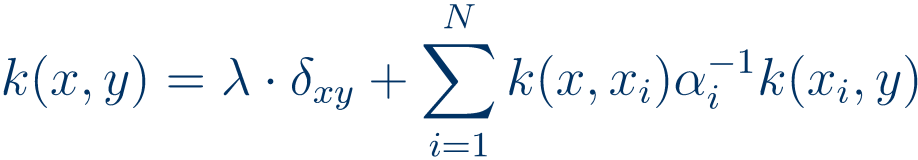 k(x, y) = λ · δ_{xy} + \sum_{i=1}^{N} k(x, x_i) α_i^{-1} k(x_i, y)